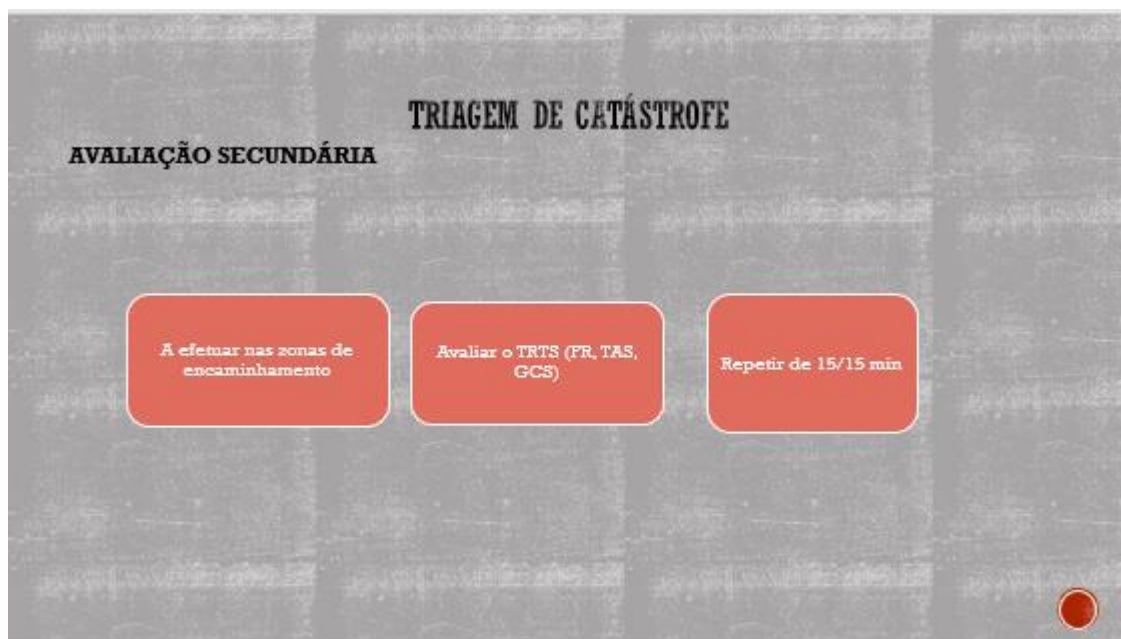 TRIAGEM DE CATÁSTROFE
AVALIAÇÃO SECUNDÁRIA
A efetuar nas zonas de
encaminhamento
Avaliar o TRTS (FR, TAS,
GCS)
Repetir de 15/15 min